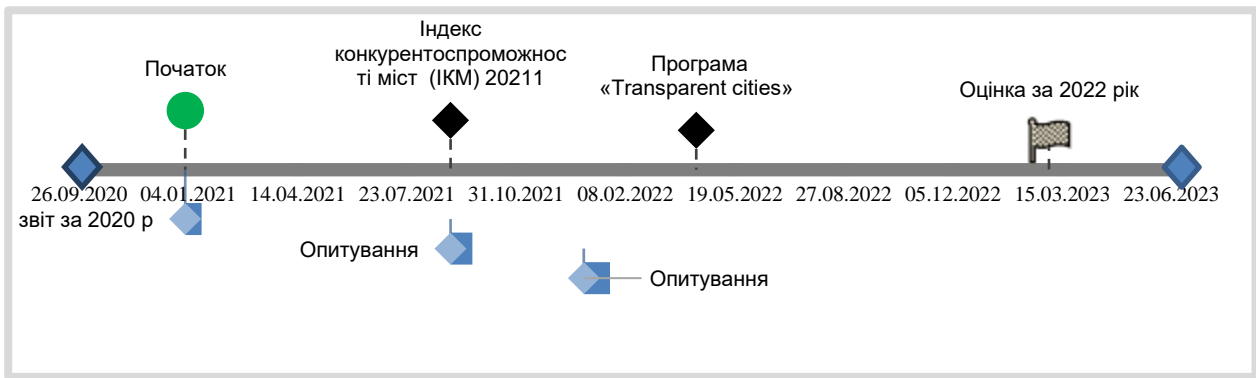 Індекс
конкурентоспроможнос
ті міст (ІКМ) 20211
Початок
Програма
«Transparent cities»
Оцінка за 2022 рік
26.09.2020 04.01.2021 14.04.2021 23.07.2021 31.10.2021 08.02.2022 19.05.2022 27.08.2022 05.12.2022 15.03.2023 23.06.2023
звіт за 2020 р
Опитування
Опитування